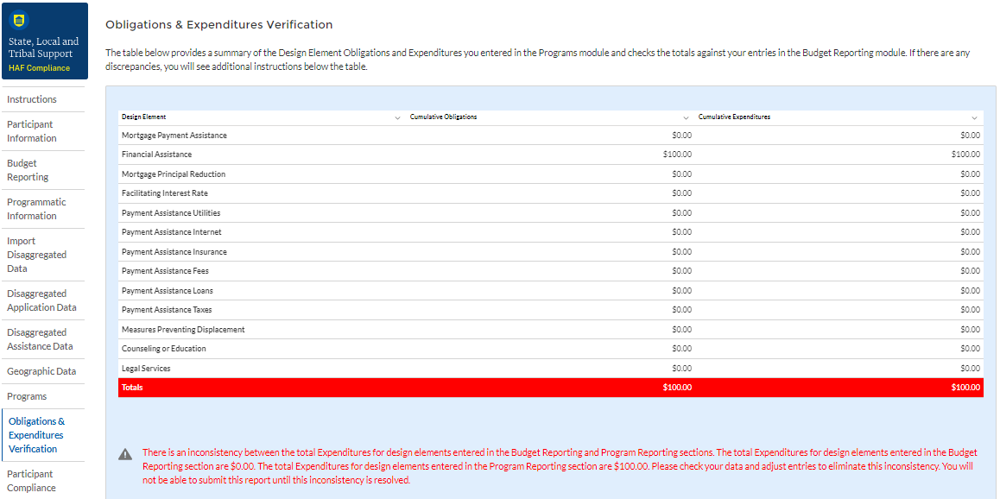 State, Local and
Tribal Support
HAF Compliance
Instructions
Participant
Information
Budget
Reporting
Programmatic
Information
Import
Disaggregated
Data
Disaggregated
Application Data
Disaggregated
Assistance Data
Geographic Data
Programs
Obligations &
Expenditures
Verification
Participant
Compliance
Obligations & Expenditures Verification
The table below provides a summary of the Design Element Obligations and Expenditures you entered in the Programs module and checks the totals against your entries in the Budget Reporting module. If there are any
discrepancies, you will see additional instructions below the table.
Design Element Cumulative Obligations Cumulative Expenditures
Mortgage Payment Assistance $0.00 $0.00
Financial Assistance $100.00 $100.00
Mortgage Principal Reduction $0.00 $0.00
Facilitating Interest Rate $0.00 $0.00
Payment Assistance Utilities $0.00 $0.00
Payment Assistance Internet $0.00 $0.00
Payment Assistance Insurance $0.00 $0.00
Payment Assistance Fees $0.00 $0.00
Payment Assistance Loans $0.00 $0.00
Payment Assistance Taxes $0.00 $0.00
Measures Preventing Displacement $0.00 $0.00
Counseling or Education $0.00 $0.00
Legal Services $0.00 $0.00
Totals $100.00 $100.00
There is an inconsistency between the total Expenditures for design elements entered in the Budget Reporting and Program Reporting sections. The total Expenditures for design elements entered in the Budget
Reporting section are $0.00. The total Expenditures for design elements entered in the Program Reporting section are $100.00. Please check your data and adjust entries to eliminate this inconsistency. You will
not be able to submit this report until this inconsistency is resolved.